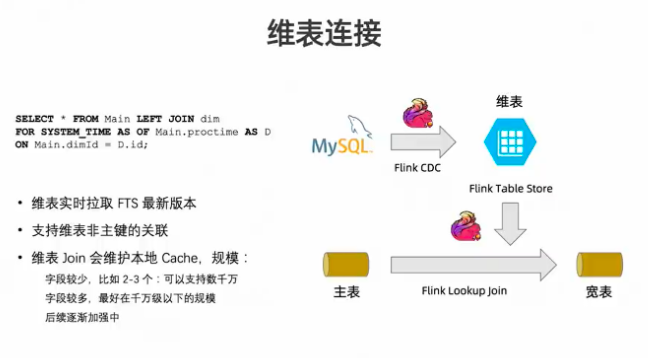 维表连接
SELECT * FROM Main LEFT JOIN dim
FOR SYSTEM_TIME AS OF Main.proctime AS D
ON Main.dimId = D.id;
• 维表实时拉取 FTS 最新版本
• 支持维表非主键的关联
• 维表 Join 会维护本地 Cache，规模：
字段较少，比如 2-3 个：可以支持数千万
字段较多，最好在千万级以下的规模
后续逐渐加强中
MySQL
Flink CDC
维表
Flink Table Store
主表
Flink Lookup Join
宽表